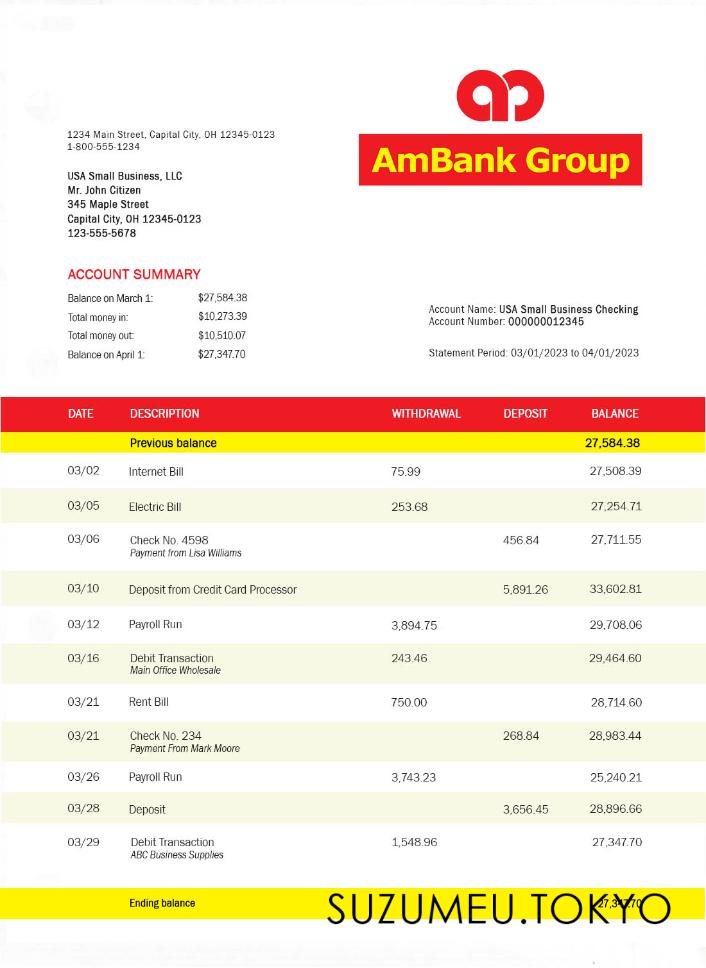 1234 Main Street, Capital City, OH 12345-0123
1-800-555-1234
AmBank Group
USA Small Business, LLC
Mr. John Citizen
345 Maple Street
Capital City, OH 12345-0123
123-555-5678
ACCOUNT SUMMARY
Balance on March 1: $27,584.38
Total money in: $10,273.39
Total money out: $10,510.07
Balance on April 1: $27,347.70
Account Name: USA Small Business Checking
Account Number: 000000012345
Statement Period: 03/01/2023 to 04/01/2023
DATE DESCRIPTION WITHDRAWAL DEPOSIT BALANCE
Previous balance 27,584.38
03/02 Internet Bill 75.99 27,508.39
03/05 Electric Bill 253.68 27,254.71
03/06 Check No. 4598 456.84 27,711.55
Payment from Lisa Williams
03/10 Deposit from Credit Card Processor 5,891.26 33,602.81
03/12 Payroll Run 3,894.75 29,708.06
03/16 Debit Transaction 243.46 29,464.60
Main Office Wholesale
03/21 Rent Bill 750.00 28,714.60
03/21 Check No. 234 268.84 28,983.44
Payment From Mark Moore
03/26 Payroll Run 3,743.23 25,240.21
03/28 Deposit 3,656.45 28,896.66
03/29 Debit Transaction 1,548.96 27,347.70
ABC Business Supplies
Ending balance 27,347.70
SUZUMEU.TOKYO